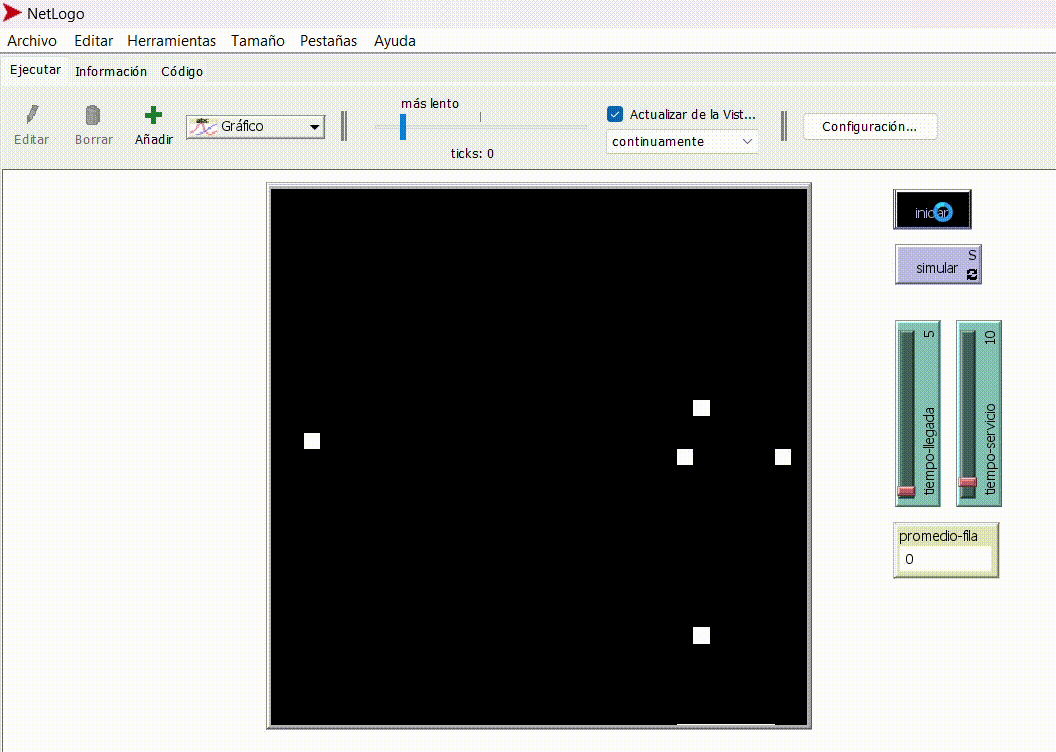 NetLogo
Archivo Editar Herramientas Tamaño Pestañas Ayuda
Ejecutar Información Código
más lento
Editar Borrar Añadir Gráfico
ticks: 0
Actualizar de la Vist...
continuamente
Configuración...
iniciar
S
simular
5
tiempo-llegada
10
tiempo-servicio
promedio-fila
0